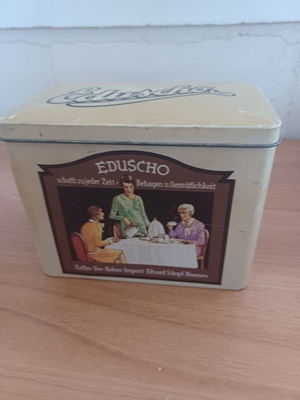 Eduscho
EDUSCHO
schafft zu jeder Zeit Behagen u. Gemütlichkeit
Kaffee Tee Kakao Import Eduard Schopf Bremen